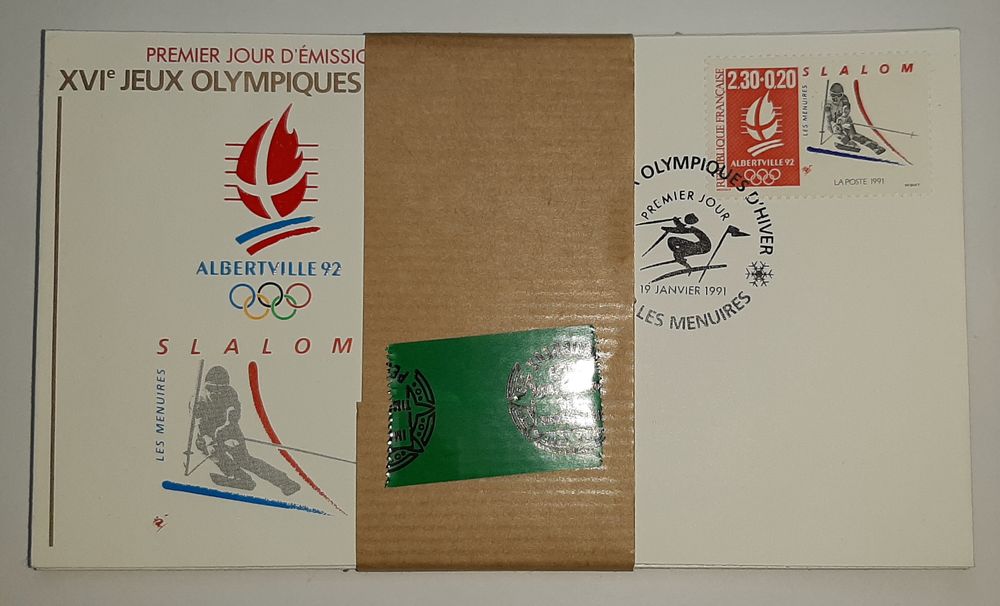 PREMIER JOUR D'ÉMISSIO
XVIe JEUX OLYMPIQUES
ALBERTVILLE 92
SLALOM
LES MENUIRES
2.30+0.20
RÉPUBLIQUE FRANÇAISE
ALBERTVILLE 92
SLALOM
LES MENUIRES
LA POSTE 1991
OLYMPIQUES D'HIVER
PREMIER JOUR
19 JANVIER 1991
LES MENUIRES